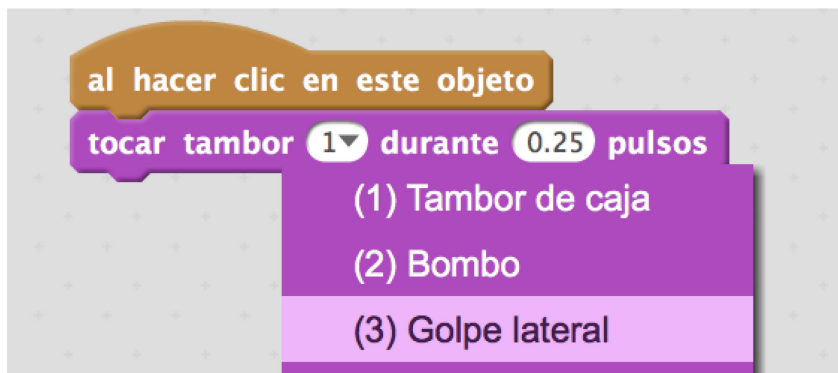 al hacer clic en este objeto
tocar tambor 1 durante 0.25 pulsos
(1) Tambor de caja
(2) Bombo
(3) Golpe lateral